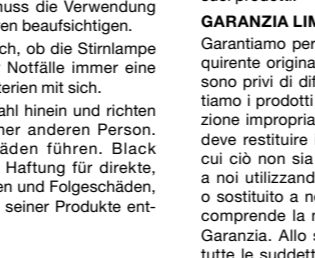 nuss die Verwendung
ren beaufsichtigen.
ch, ob die Stirnlampe
Notfälle immer eine
terien mit sich.
ahl hinein und richten
ner anderen Person.
äden führen. Black
Haftung für direkte,
en und Folgeschäden,
seiner Produkte ent-
GARANZIA LIM
Garantiamo per
quirente origina
sono privi di dif
tiamo i prodotti
zione impropria
deve restituire
cui ciò non sia
a noi utilizzand
o sostituito a no
comprende la r
Garanzia. Allo s
tutte le suddett